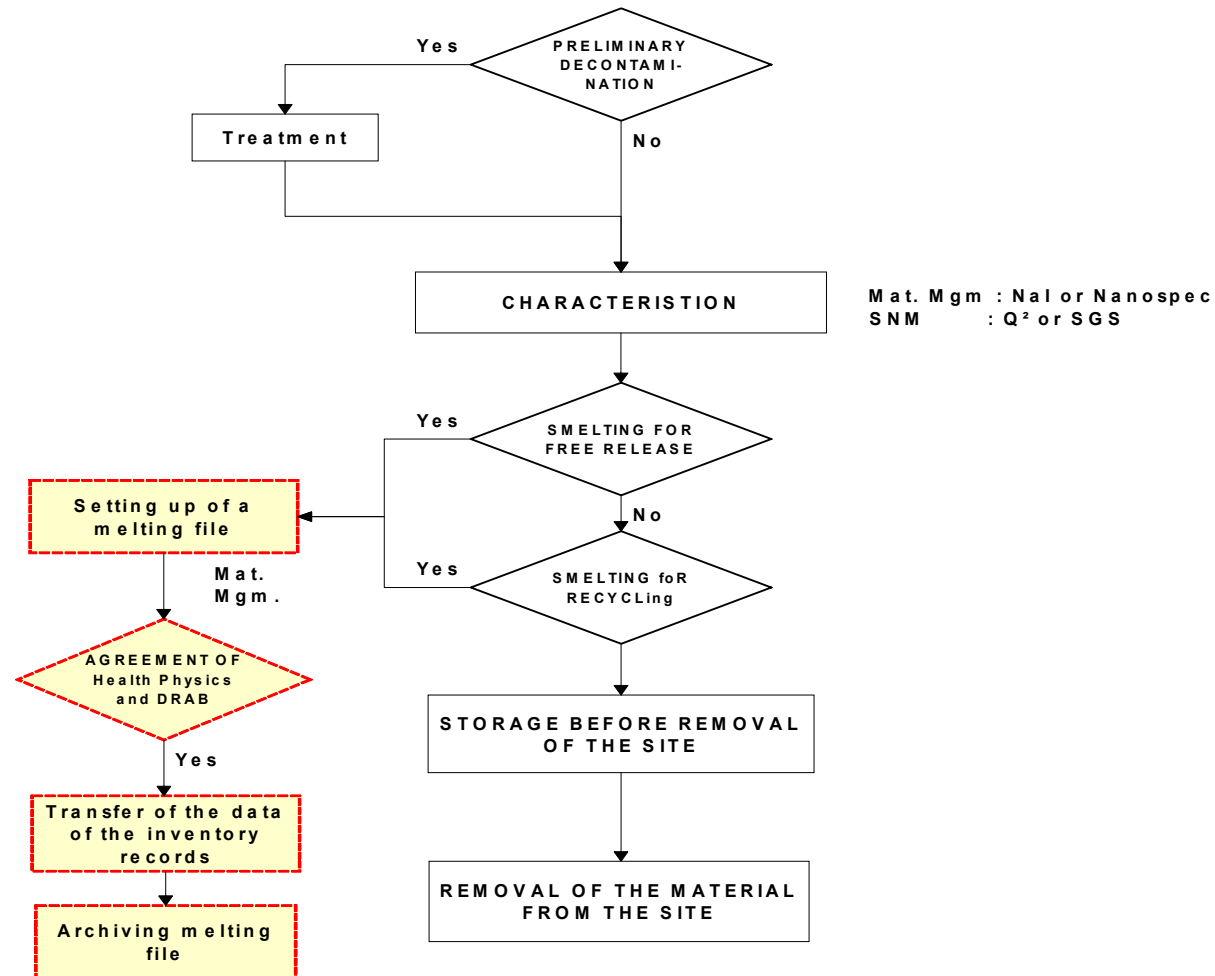 Yes
PRELIMINARY
DECONTAMI-
NATION
Treatment
No
CHARACTERISTION
Mat. Mgm : NaI or Nanospec
SNM : Q² or SGS
Yes
SMELTING FOR
FREE RELEASE
Setting up of a
melting file
No
Yes
SMELTING foR
RECYCLing
Mat.
Mgm.
AGREEMENT OF
Health Physics
and DRAB
STORAGE BEFORE REMOVAL
OF THE SITE
Yes
Transfer of the data
of the inventory
records
REMOVAL OF THE MATERIAL
FROM THE SITE
Archiving melting
file